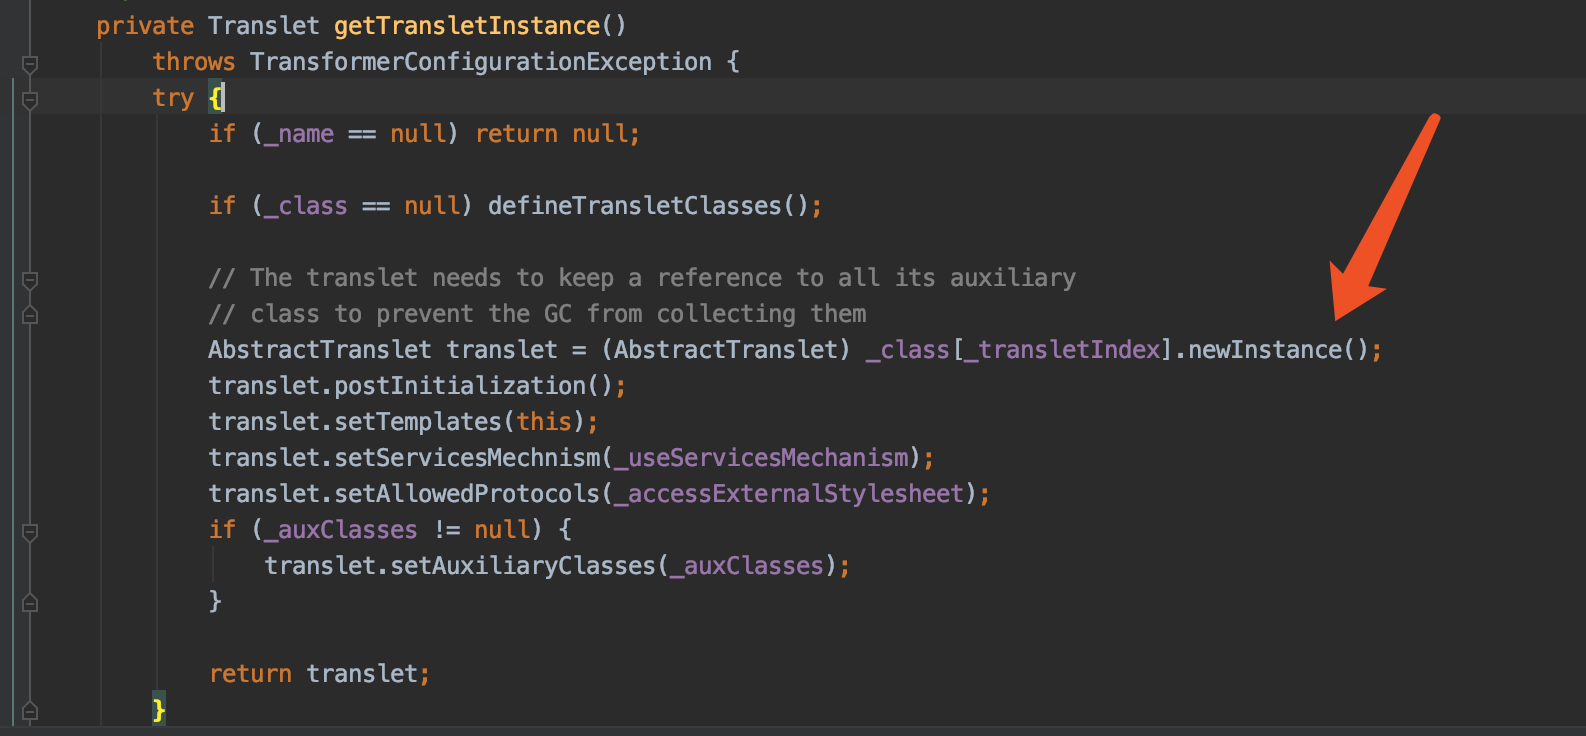 private Translet getTransletInstance()
throws TransformerConfigurationException {
try {
if (_name == null) return null;
if (_class == null) defineTransletClasses();
// The translet needs to keep a reference to all its auxiliary
// class to prevent the GC from collecting them
AbstractTranslet translet = (AbstractTranslet) _class[_transletIndex].newInstance();
translet.postInitialization();
translet.setTemplates(this);
translet.setServicesMechnism(_useServicesMechanism);
translet.setAllowedProtocols(_accessExternalStylesheet);
if (_auxClasses != null) {
translet.setAuxiliaryClasses(_auxClasses);
}
return translet;
}